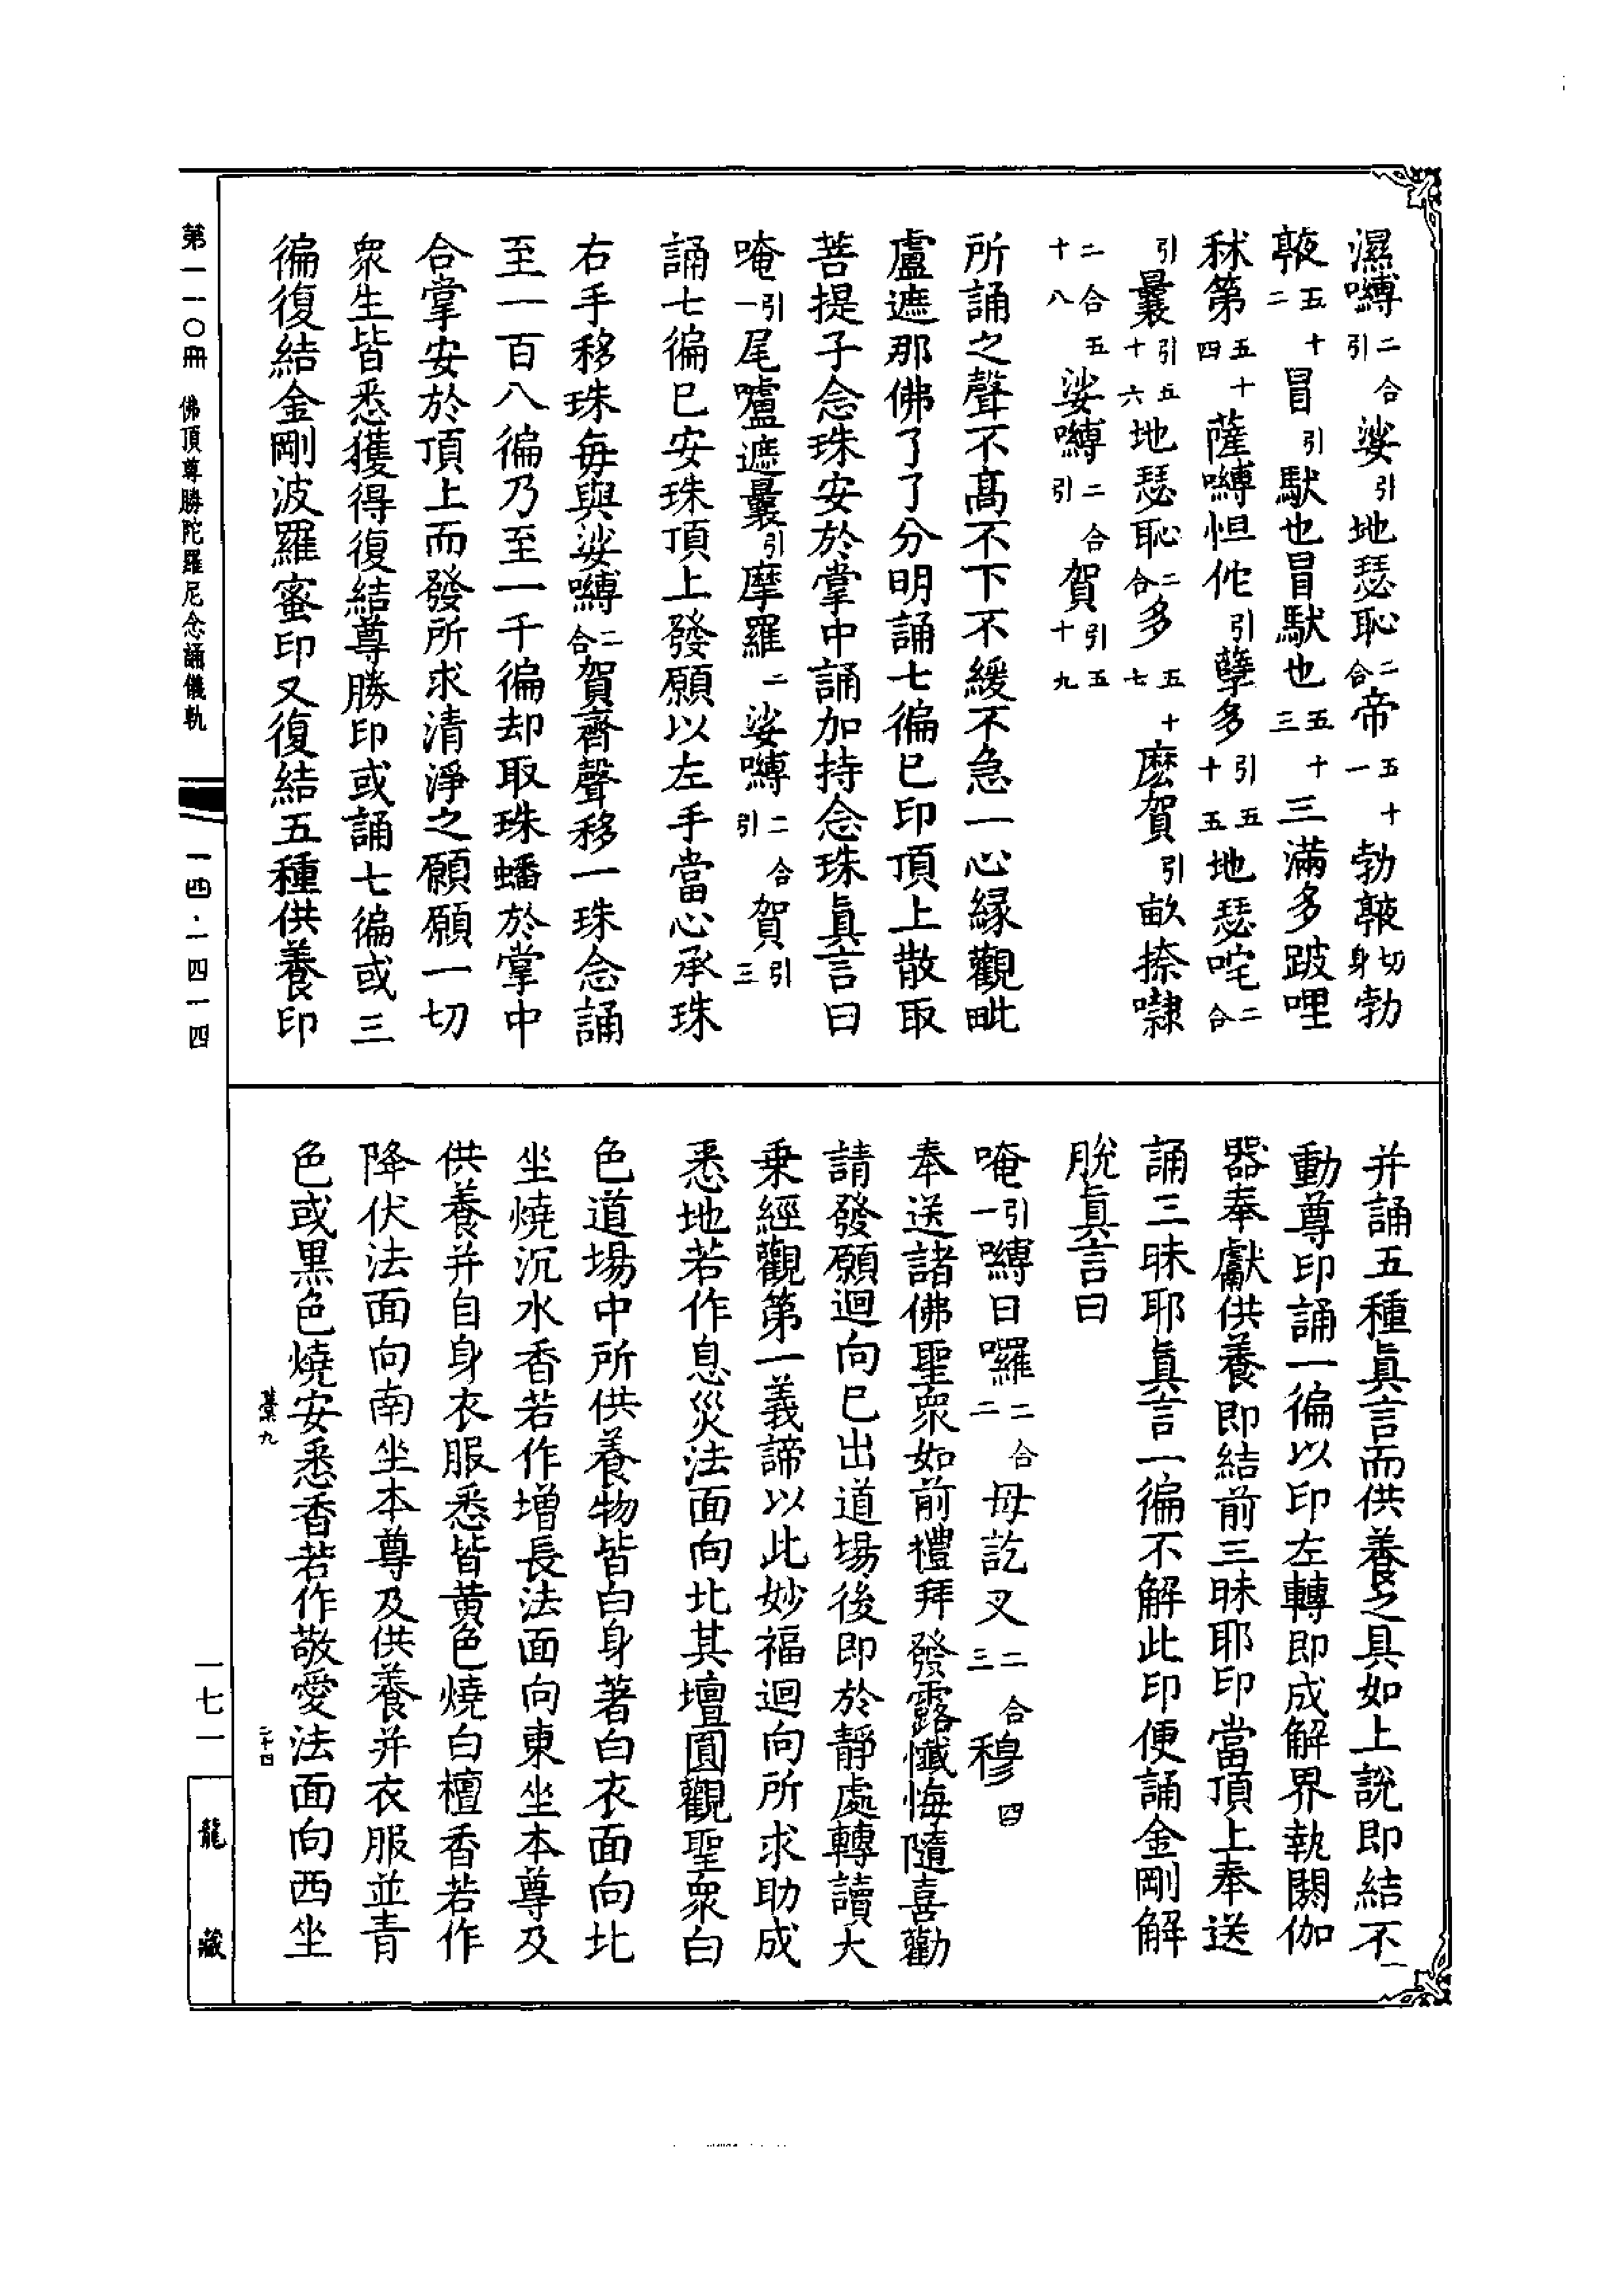 濕嚩二合引娑引地瑟恥二合帝五十一勃𭊌身切勃
𭊌五十二冒引馱也冒馱也五十三三滿多跛哩
秫第五十四薩嚩怛佗引孽多引五十五地瑟咤二合
引曩引五十六地瑟恥二合多五十七麽賀引畝捺囇
二合五十八娑嚩二合引賀引五十九
所誦之聲不髙不下不緩不急一心緣觀毗
盧遮那佛了了分明誦七徧已印頂上散取
菩提子念珠安於掌中誦加持念珠眞言曰
唵引一尾嚧遮曩引摩羅二娑嚩二合引賀引三
誦七徧已安珠頂上發願以左手當心承珠
右手移珠每與娑嚩二合賀齊聲移一珠念誦
至一百八徧乃至一千徧却取珠蟠於掌中
合掌安於頂上而發所求清淨之願願一切
衆生皆悉獲得復結尊勝印或誦七徧或三
徧復結金剛波羅蜜印又復結五種供養印
并誦五種眞言而供養之具如上説即結不
動尊印誦一徧以印左轉即成解界執閼伽
器奉獻供養即結前三昧耶印當頂上奉送
誦三昧耶眞言一徧不解此印便誦金剛解
脫眞言曰
唵引一嚩日囉二合二母訖叉二合三穆四
奉送諸佛聖衆如前禮拜發露懺悔隨喜勸
請發願迴向已出道場後即於靜處轉讀大
乗經觀第一義諦以此妙福迴向所求助成
悉地若作息災法面向北其壇圓觀聖衆白
色道場中所供養物皆白身著白衣面向北
坐燒沉水香若作增長法面向東坐本尊及
供養并自身衣服悉皆黃色燒白檀香若作
降伏法面向南坐本尊及供養并衣服並青
色或黒色燒安悉香若作敬愛法面向西坐
藁九
二十四
第一一〇冊 佛頂尊勝陀羅尼念誦儀軌
一四·一四一四
一七一
龍藏